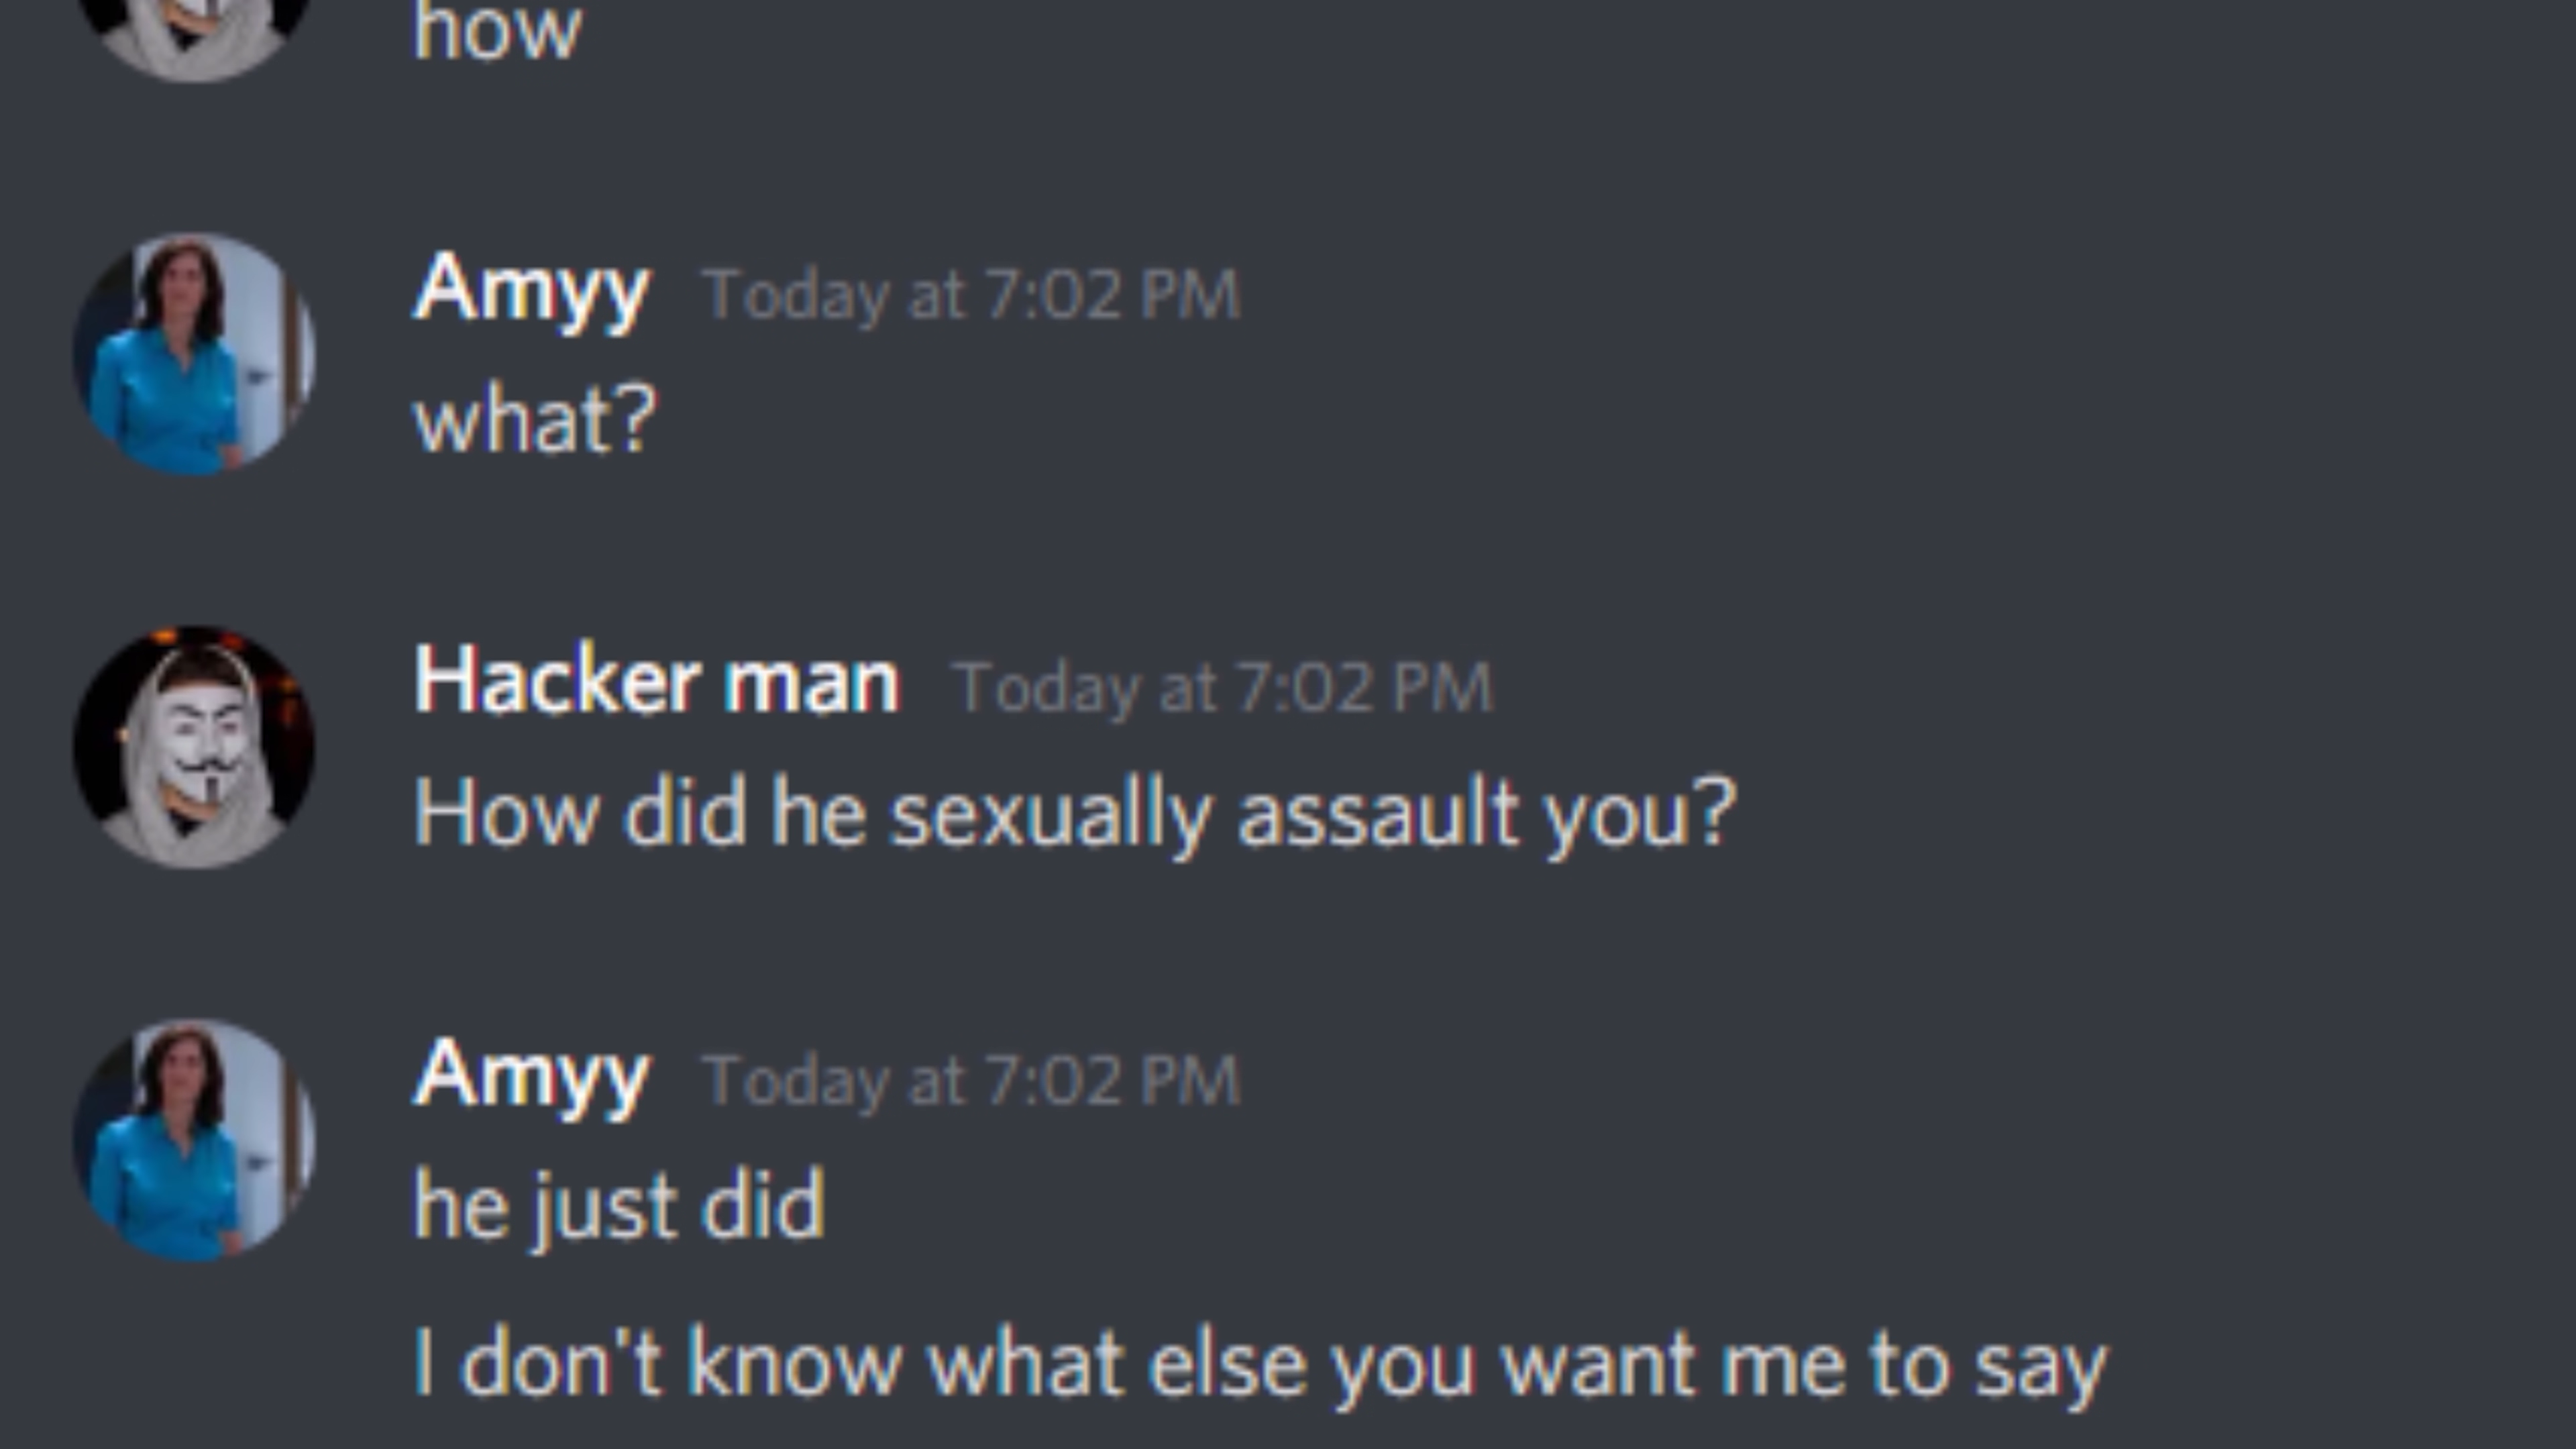 how
Amyy Today at 7:02 PM
what?
Hacker man Today at 7:02 PM
How did he sexually assault you?
Amyy Today at 7:02 PM
he just did
I don't know what else you want me to say